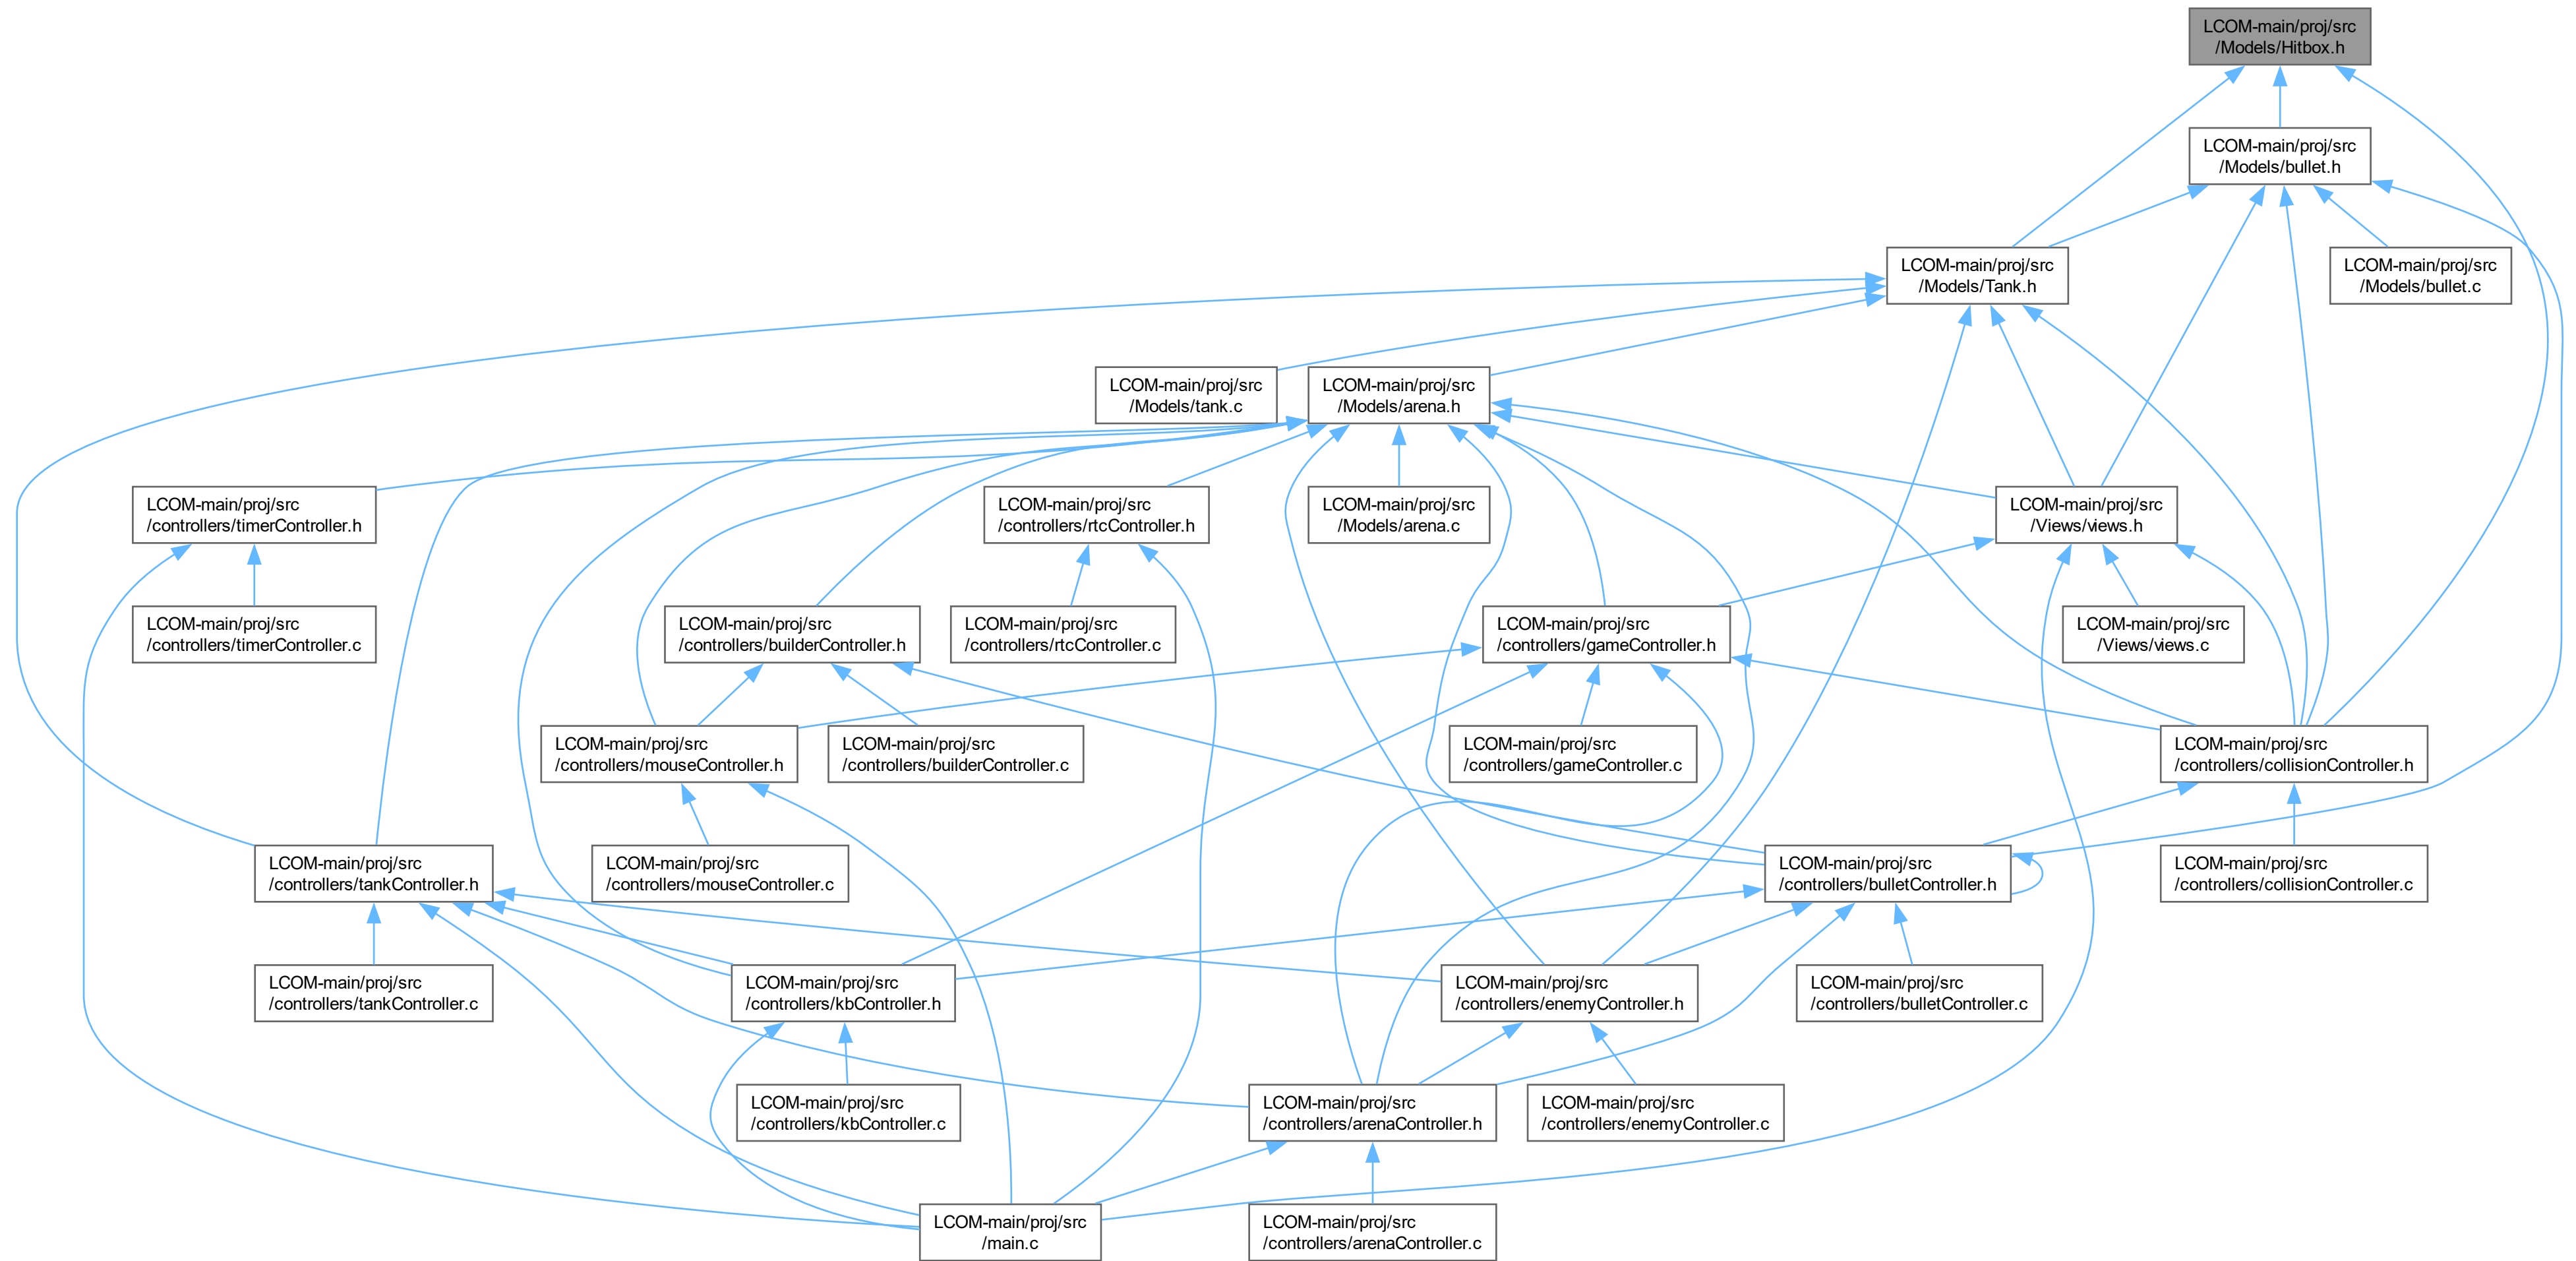 LCOM-main/proj/src
/Models/Hitbox.h
LCOM-main/proj/src
/Models/bullet.h
LCOM-main/proj/src
/Models/Tank.h
LCOM-main/proj/src
/Models/bullet.c
LCOM-main/proj/src
/Models/tank.c
LCOM-main/proj/src
/Models/arena.h
LCOM-main/proj/src
/controllers/timerController.h
LCOM-main/proj/src
/controllers/rtcController.h
LCOM-main/proj/src
/Models/arena.c
LCOM-main/proj/src
/Views/views.h
LCOM-main/proj/src
/controllers/timerController.c
LCOM-main/proj/src
/controllers/builderController.h
LCOM-main/proj/src
/controllers/rtcController.c
LCOM-main/proj/src
/controllers/gameController.h
LCOM-main/proj/src
/Views/views.c
LCOM-main/proj/src
/controllers/mouseController.h
LCOM-main/proj/src
/controllers/builderController.c
LCOM-main/proj/src
/controllers/gameController.c
LCOM-main/proj/src
/controllers/collisionController.h
LCOM-main/proj/src
/controllers/tankController.h
LCOM-main/proj/src
/controllers/mouseController.c
LCOM-main/proj/src
/controllers/bulletController.h
LCOM-main/proj/src
/controllers/collisionController.c
LCOM-main/proj/src
/controllers/tankController.c
LCOM-main/proj/src
/controllers/kbController.h
LCOM-main/proj/src
/controllers/enemyController.h
LCOM-main/proj/src
/controllers/bulletController.c
LCOM-main/proj/src
/controllers/kbController.c
LCOM-main/proj/src
/controllers/arenaController.h
LCOM-main/proj/src
/controllers/enemyController.c
LCOM-main/proj/src
/main.c
LCOM-main/proj/src
/controllers/arenaController.c